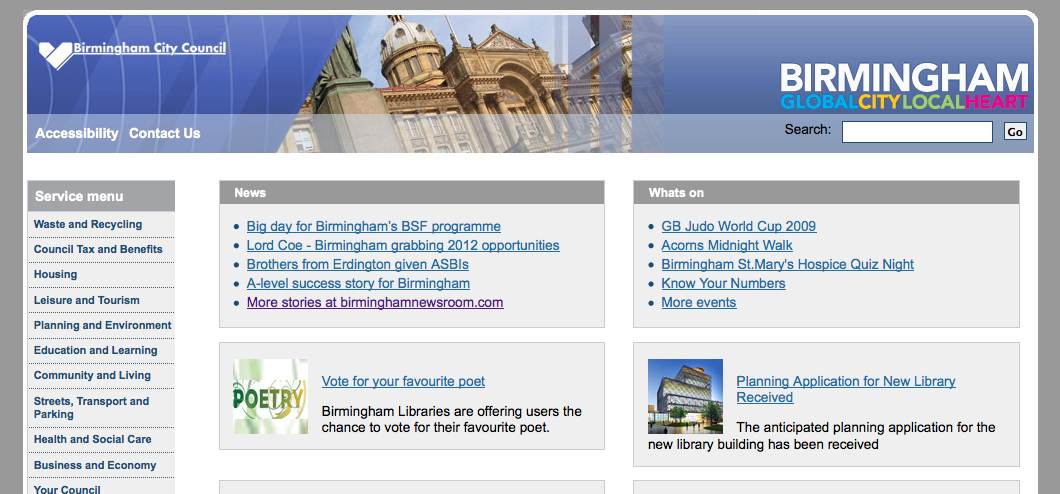 Birmingham City Council
BIRMINGHAM
GLOBALCITYLOCALHEART
Accessibility Contact Us
Search: Go
Service menu
Waste and Recycling
Council Tax and Benefits
Housing
Leisure and Tourism
Planning and Environment
Education and Learning
Community and Living
Streets, Transport and
Parking
Health and Social Care
Business and Economy
Your Council
News
Big day for Birmingham's BSF programme
Lord Coe - Birmingham grabbing 2012 opportunities
Brothers from Erdington given ASBIs
A-level success story for Birmingham
More stories at birminghamnewsroom.com
Whats on
GB Judo World Cup 2009
Acorns Midnight Walk
Birmingham St.Mary's Hospice Quiz Night
Know Your Numbers
More events
POETRY
Vote for your favourite poet
Birmingham Libraries are offering users the
chance to vote for their favourite poet.
Planning Application for New Library
Received
The anticipated planning application for the
new library building has been received